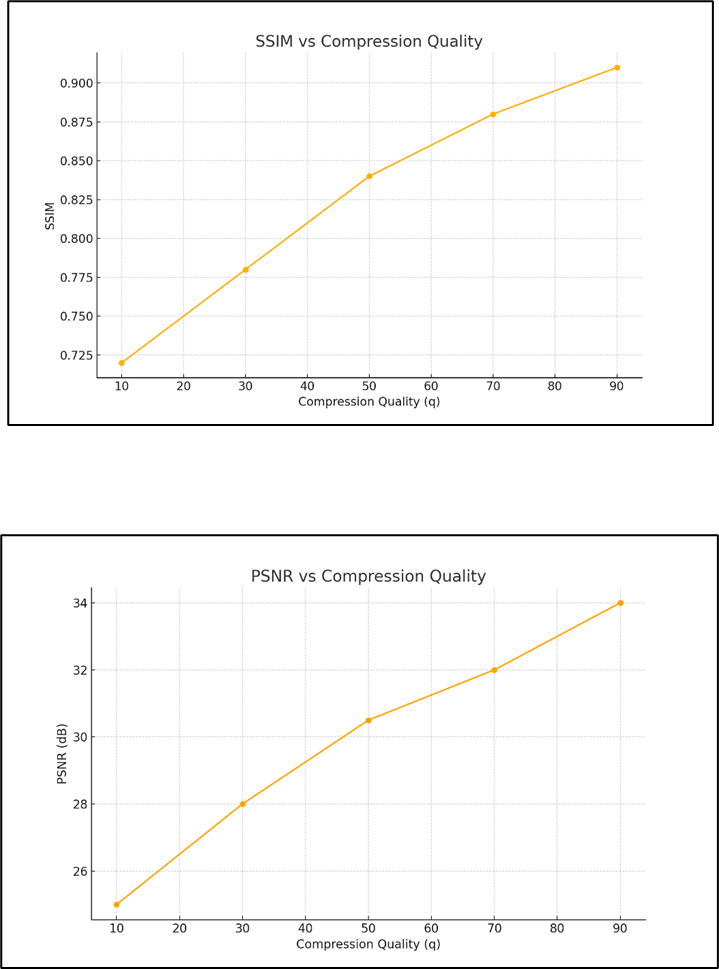 SSIM vs Compression Quality
0.900
0.875
0.850
0.825
0.800
0.775
0.750
0.725
SSIM
10 20 30 40 50 60 70 80 90
Compression Quality (q)
PSNR vs Compression Quality
34
32
30
28
26
PSNR (dB)
10 20 30 40 50 60 70 80 90
Compression Quality (q)